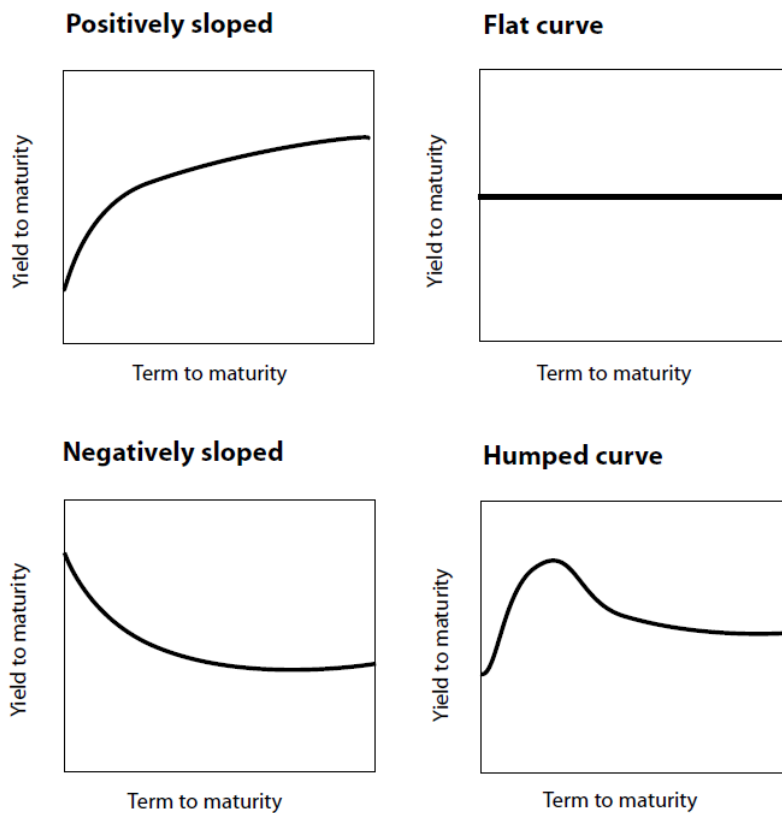 Positively sloped
Yield to maturity
Term to maturity
Flat curve
Yield to maturity
Term to maturity
Negatively sloped
Yield to maturity
Term to maturity
Humped curve
Yield to maturity
Term to maturity